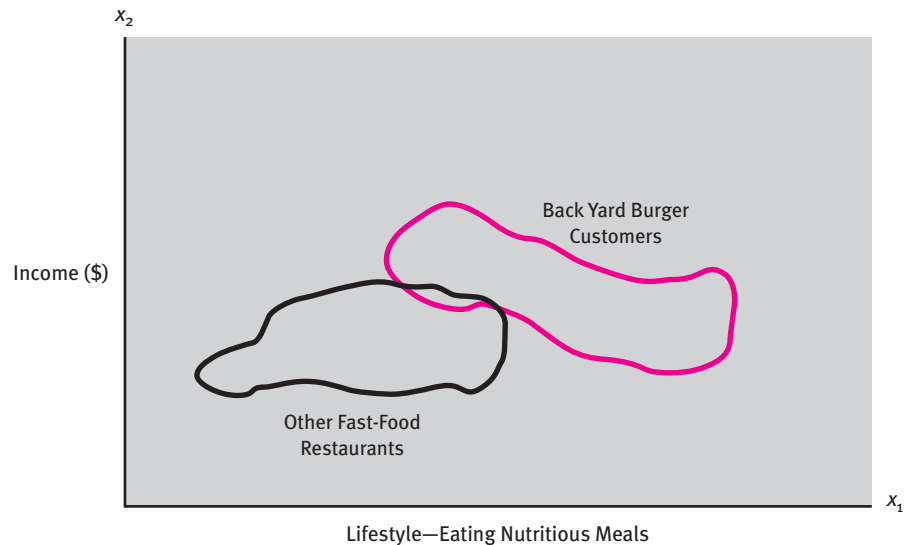 x₂
Back Yard Burger
Customers
Income ($)
Other Fast-Food
Restaurants
x₁
Lifestyle—Eating Nutritious Meals